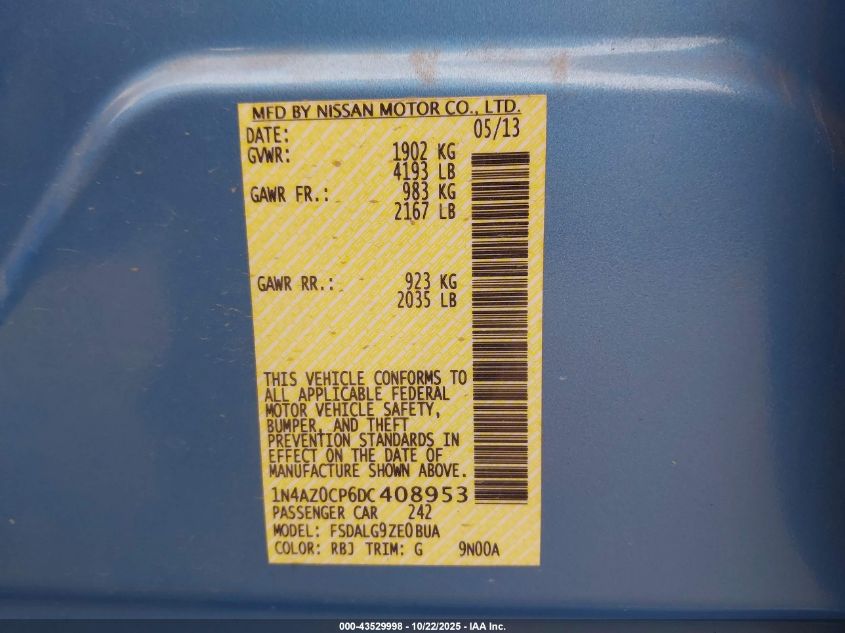 MFD BY NISSAN MOTOR CO., LTD.
DATE: 05/13
GVWR: 1902 KG
4193 LB
GAWR FR.: 983 KG
2167 LB
GAWR RR.: 923 KG
2035 LB
THIS VEHICLE CONFORMS TO
ALL APPLICABLE FEDERAL
MOTOR VEHICLE SAFETY,
BUMPER, AND THEFT
PREVENTION STANDARDS IN
EFFECT ON THE DATE OF
MANUFACTURE SHOWN ABOVE.
1N4AZ0CP6DC408953
PASSENGER CAR 242
MODEL: FSDALG9ZE0BUA
COLOR: RBJ TRIM: G 9N00A
000-43529998 - 10/22/2025 - IAA Inc.